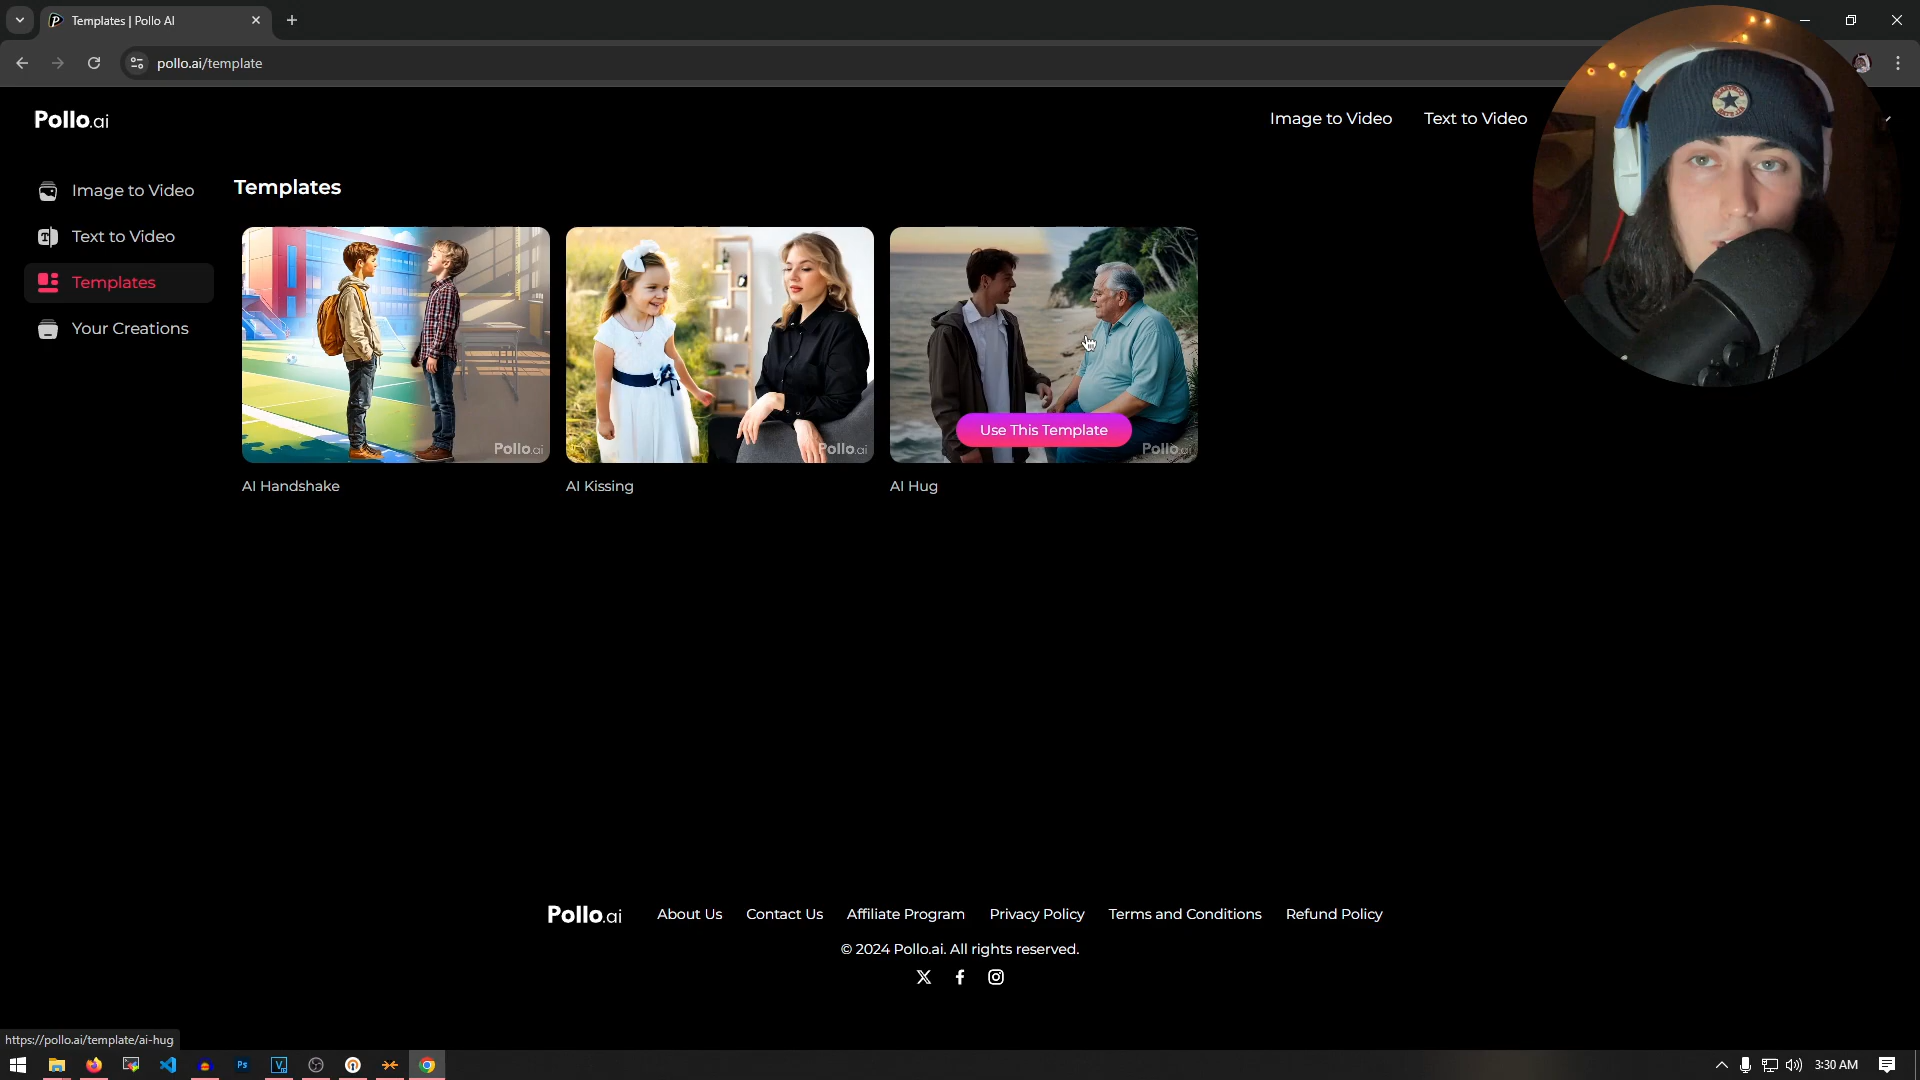 Templates | Pollo AI
pollo.ai/template
Pollo.ai
Image to Video
Text to Video
Image to Video
Text to Video
Templates
Your Creations
Templates
Pollo.ai
Pollo.ai
Use This Template
Pollo.ai
AI Handshake
AI Kissing
AI Hug
Pollo.ai
About Us
Contact Us
Affiliate Program
Privacy Policy
Terms and Conditions
Refund Policy
© 2024 Pollo.ai. All rights reserved.
https://pollo.ai/template/ai-hug
Ps
3:30 AM